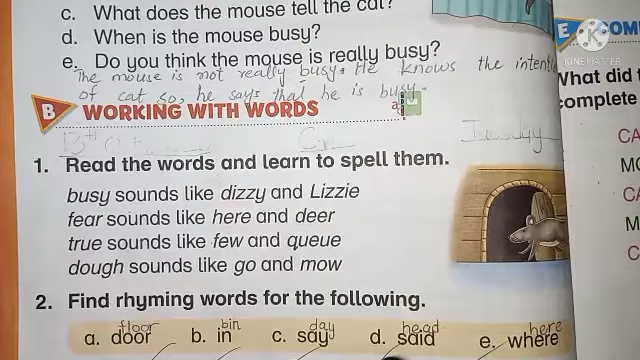 c. What does the mouse tell the cat?
d. When is the mouse busy?
e. Do you think the mouse is really busy?
The mouse is not really busy. He knows the intenti
of cat so, he says that he is busy.
B WORKING WITH WORDS
1. Read the words and learn to spell them.
busy sounds like dizzy and Lizzie
fear sounds like here and deer
true sounds like few and queue
dough sounds like go and mow
2. Find rhyming words for the following.
floor bin day head here
a. door b. in c. say d. said e. where
E COM
KINEMASTER
What did t
complete
CA
MO
CA
M
C